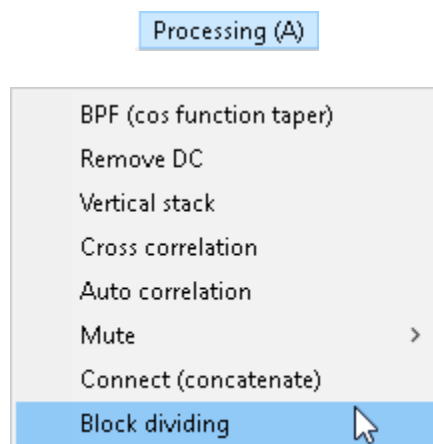 Processing (A)
BPF (cos function taper)
Remove DC
Vertical stack
Cross correlation
Auto correlation
Mute
Connect (concatenate)
Block dividing